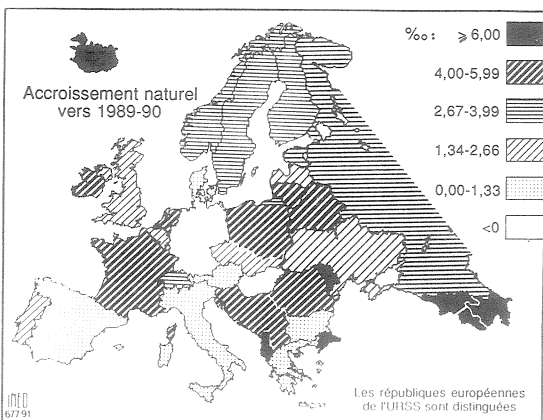 Accroissement naturel
vers 1989-90
‰: ⩾ 6,00
4,00-5,99
2,67-3,99
1,34-2,66
0,00-1,33
<0
Les républiques européennes
de l'URSS sont distinguées
INED
677 91